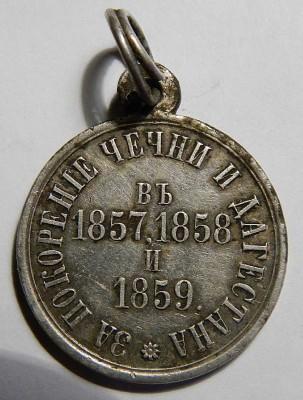 ЗА ПОКОРЕНІЕ ЧЕЧНИ И ДАГЕСТАНА
ВЪ
1857, 1858
И
1859.